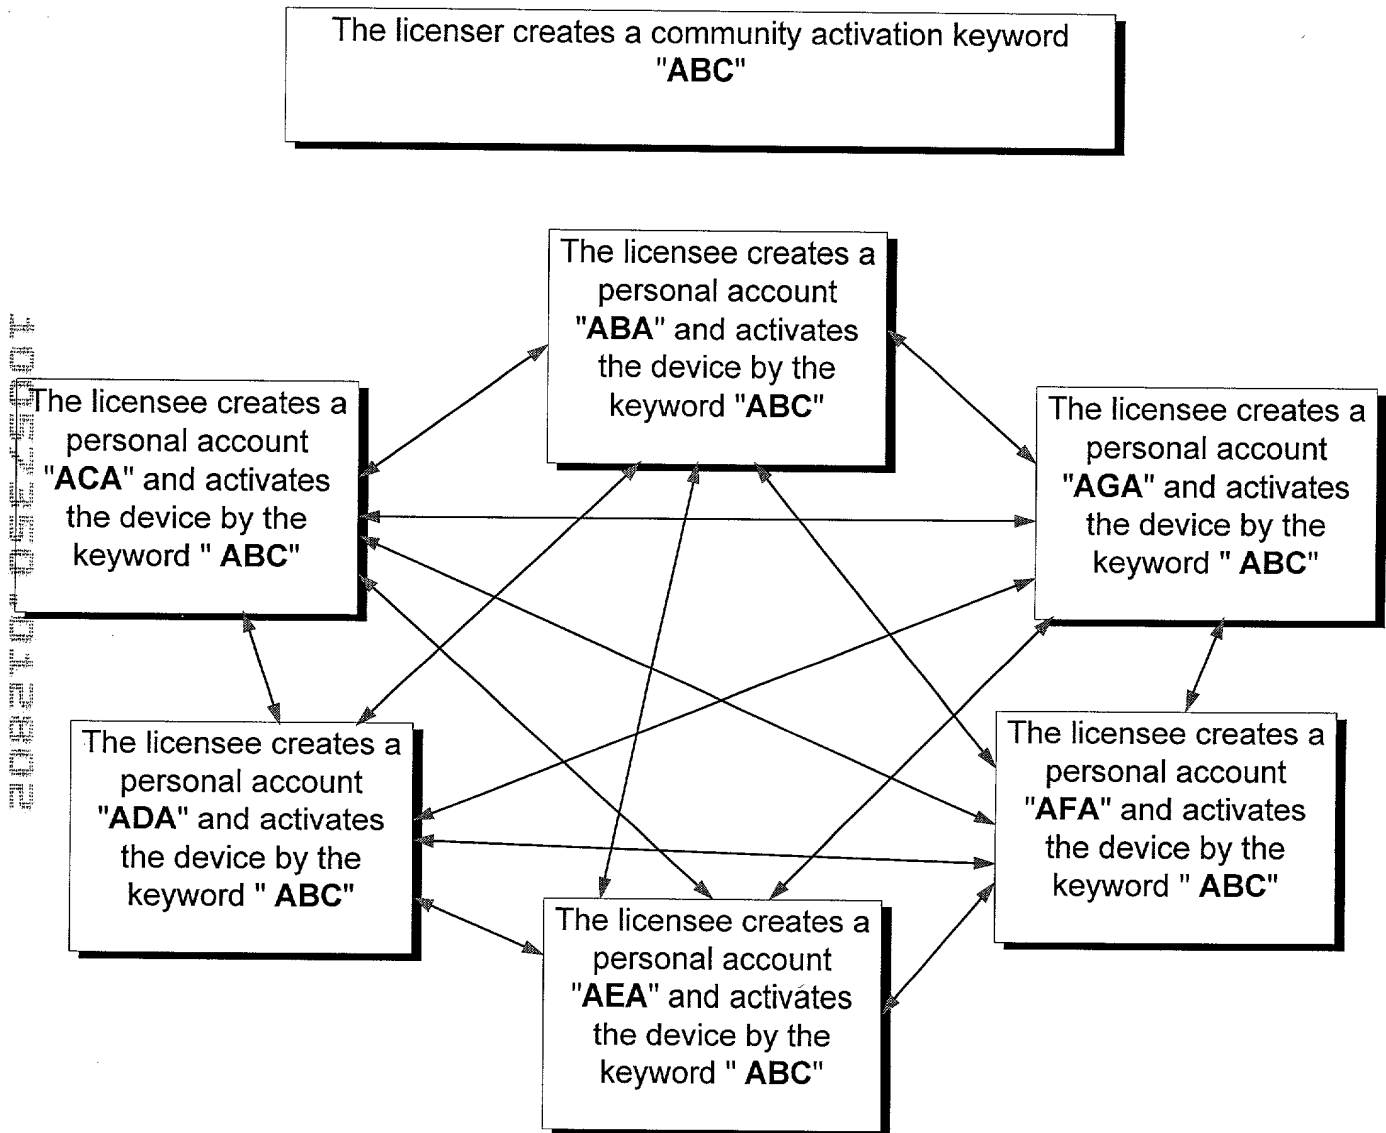 The licenser creates a community activation keyword
"ABC"
The licensee creates a
personal account
"ABA" and activates
the device by the
keyword "ABC"
The licensee creates a
personal account
"ACA" and activates
the device by the
keyword " ABC"
The licensee creates a
personal account
"AGA" and activates
the device by the
keyword " ABC"
The licensee creates a
personal account
"ADA" and activates
the device by the
keyword " ABC"
The licensee creates a
personal account
"AFA" and activates
the device by the
keyword " ABC"
The licensee creates a
personal account
"AEA" and activates
the device by the
keyword " ABC"